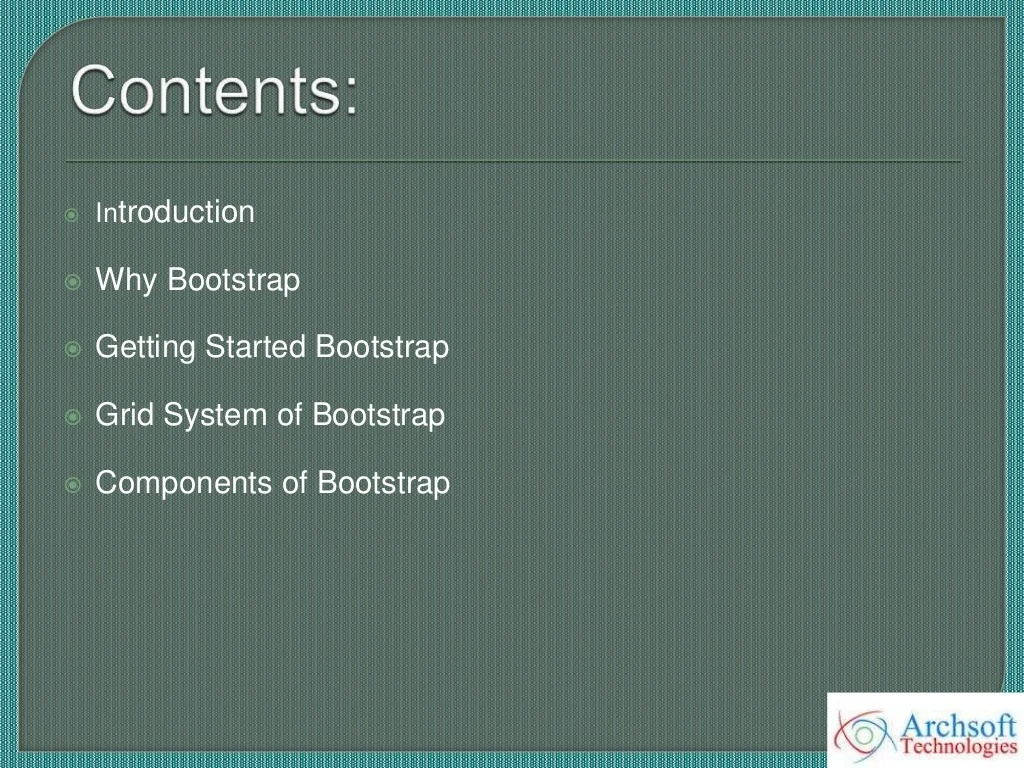 Contents:
Introduction
Why Bootstrap
Getting Started Bootstrap
Grid System of Bootstrap
Components of Bootstrap
Archsoft
Technologies